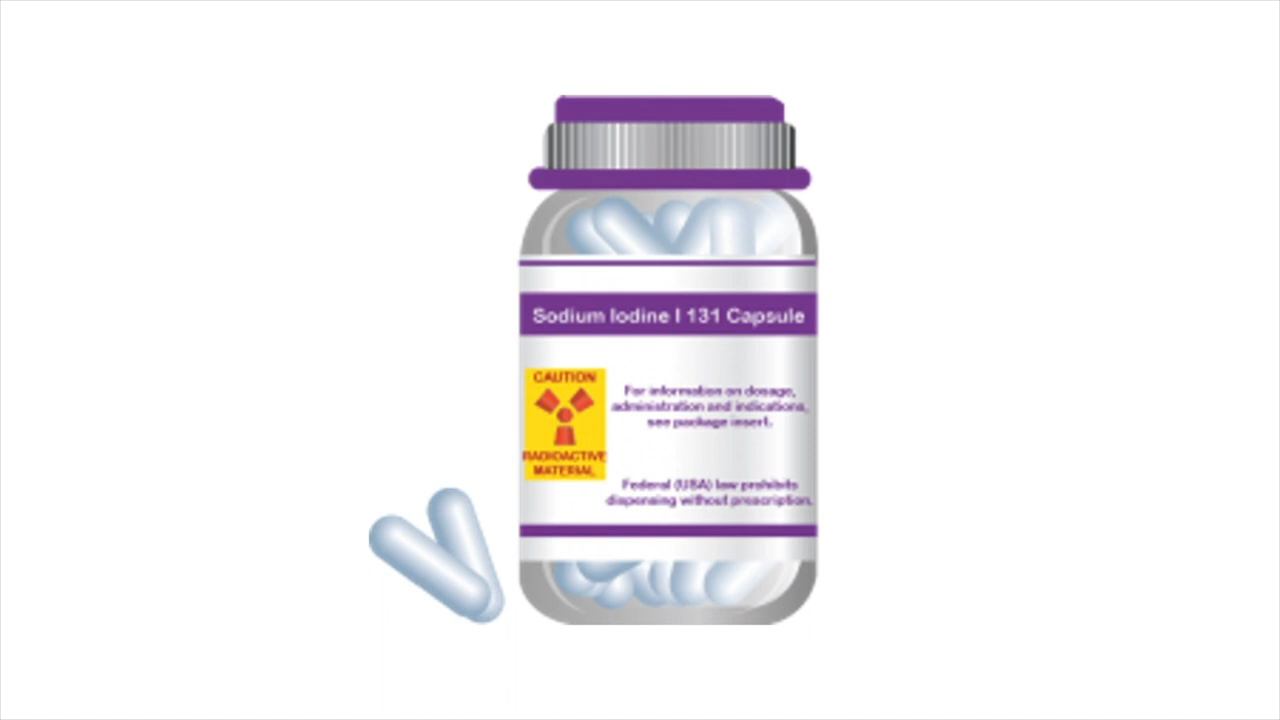 Sodium Iodine I 131 Capsule
CAUTION
RADIOACTIVE
MATERIAL
For information on dosage,
administration and indications,
see package insert.
Federal (USA) law prohibits
dispensing without prescription.